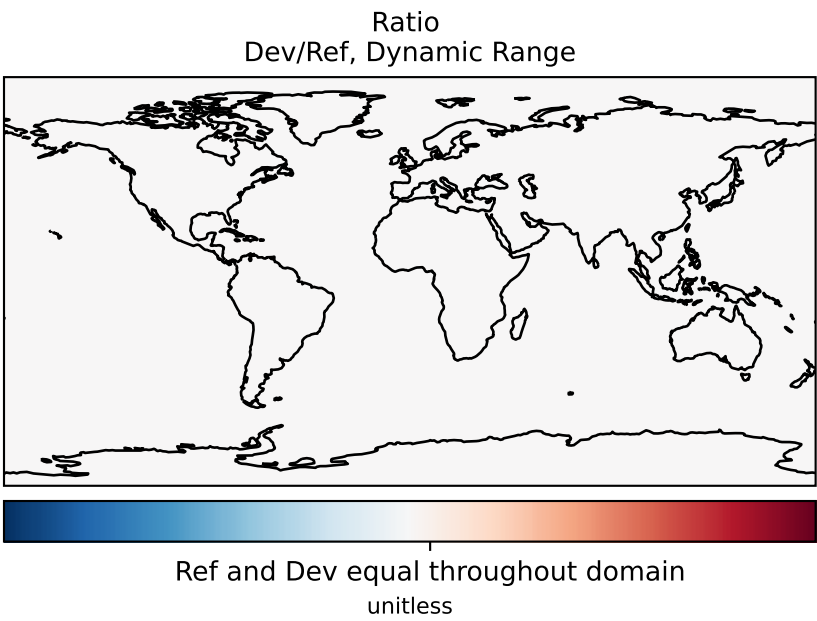 Ratio
Dev/Ref, Dynamic Range
Ref and Dev equal throughout domain
unitless